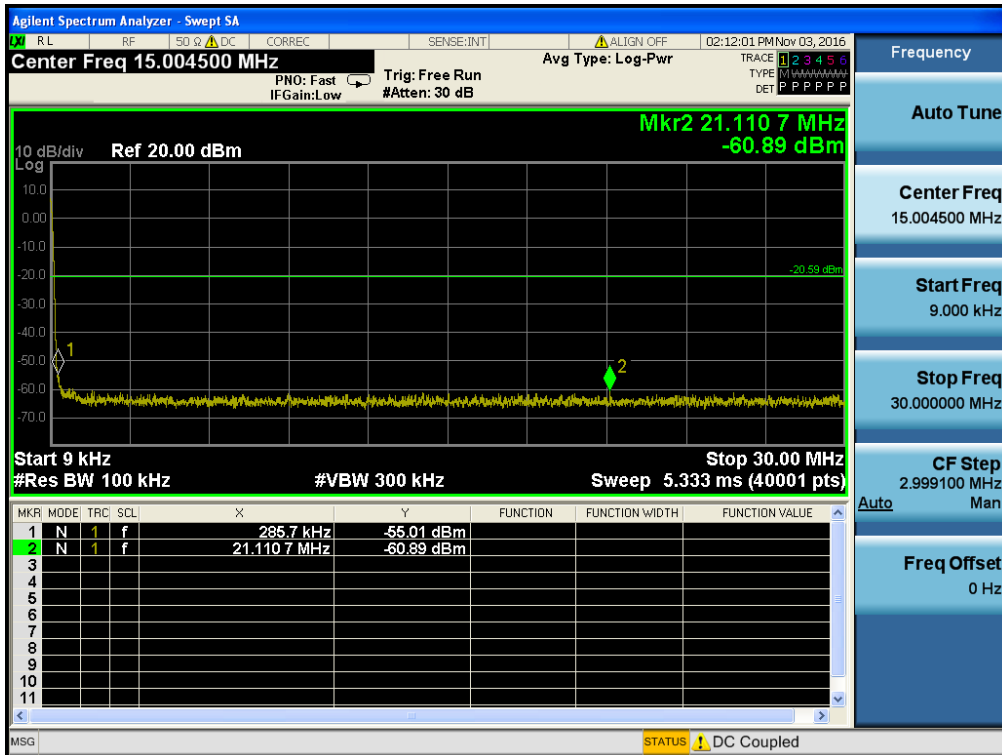 Agilent Spectrum Analyzer - Swept SA
LXI RL RF 50 Ω DC CORREC SENSE:INT ALIGN OFF 02:12:01 PM Nov 03, 2016
Center Freq 15.004500 MHz
PNO: Fast
IFGain:Low
Trig: Free Run
#Atten: 30 dB
Avg Type: Log-Pwr
TRACE 1 2 3 4 5 6
TYPE M
DET P P P P P P
Mkr2 21.110 7 MHz
-60.89 dBm
10 dB/div Ref 20.00 dBm
Log
10.0
0.00
-10.0
-20.0
-20.59 dBm
-30.0
-40.0
-50.0
-60.0
-70.0
1
2
Start 9 kHz Stop 30.00 MHz
#Res BW 100 kHz #VBW 300 kHz Sweep 5.333 ms (40001 pts)
MKR MODE TRC SCL X Y FUNCTION FUNCTION WIDTH FUNCTION VALUE
1 N 1 f 285.7 kHz -55.01 dBm
2 N 1 f 21.110 7 MHz -60.89 dBm
3
4
5
6
7
8
9
10
11
MSG STATUS DC Coupled
Frequency
Auto Tune
Center Freq
15.004500 MHz
Start Freq
9.000 kHz
Stop Freq
30.000000 MHz
CF Step
2.999100 MHz
Auto Man
Freq Offset
0 Hz